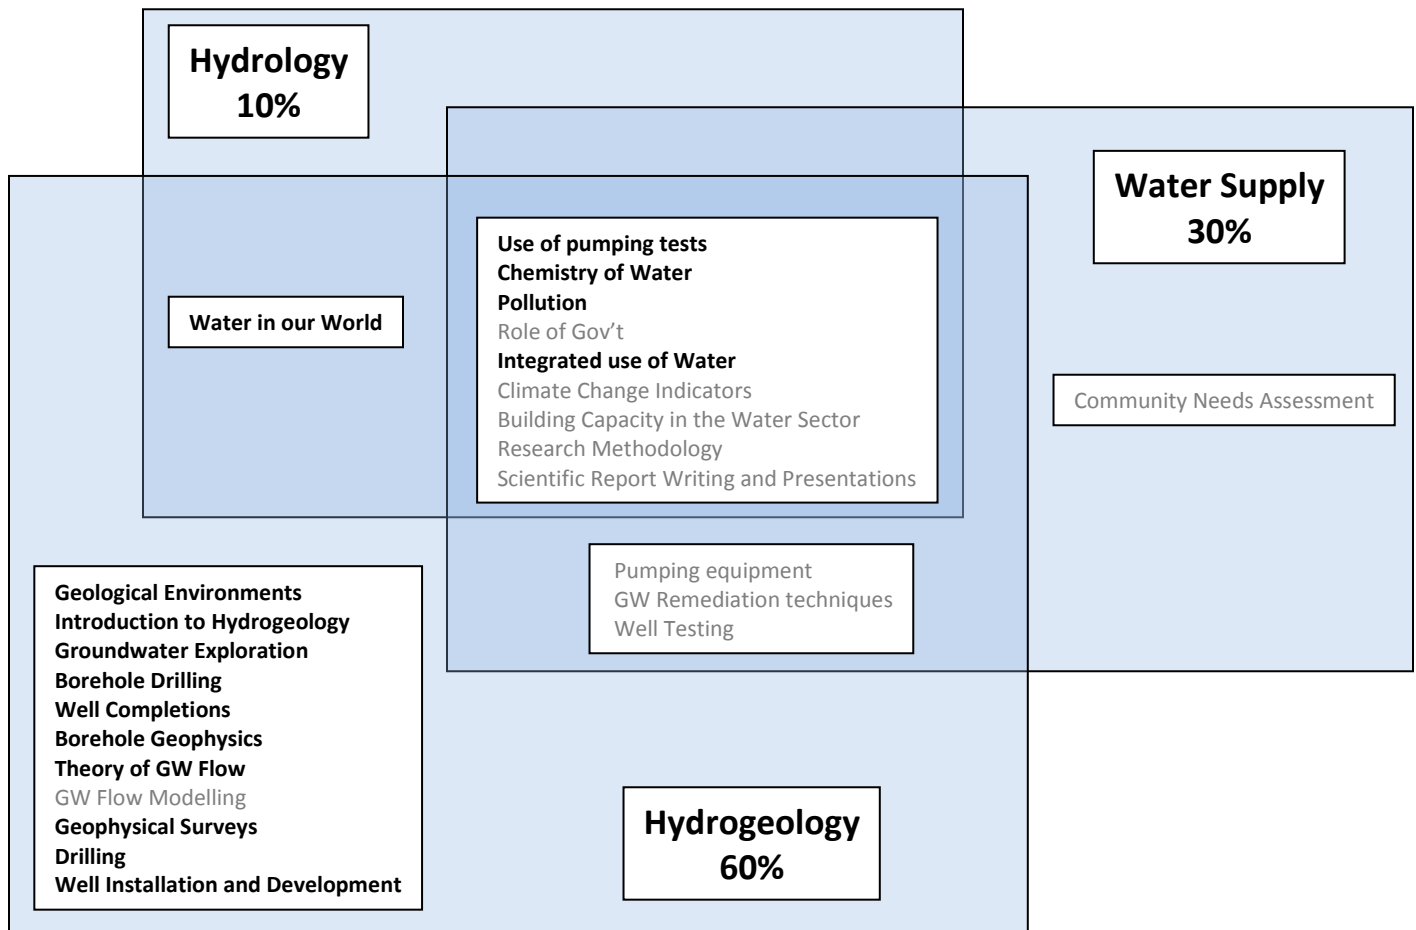 Hydrology
10%
Water Supply
30%
Use of pumping tests
Chemistry of Water
Pollution
Role of Gov’t
Integrated use of Water
Climate Change Indicators
Building Capacity in the Water Sector
Research Methodology
Scientific Report Writing and Presentations
Water in our World
Community Needs Assessment
Pumping equipment
GW Remediation techniques
Well Testing
Geological Environments
Introduction to Hydrogeology
Groundwater Exploration
Borehole Drilling
Well Completions
Borehole Geophysics
Theory of GW Flow
GW Flow Modelling
Geophysical Surveys
Drilling
Well Installation and Development
Hydrogeology
60%